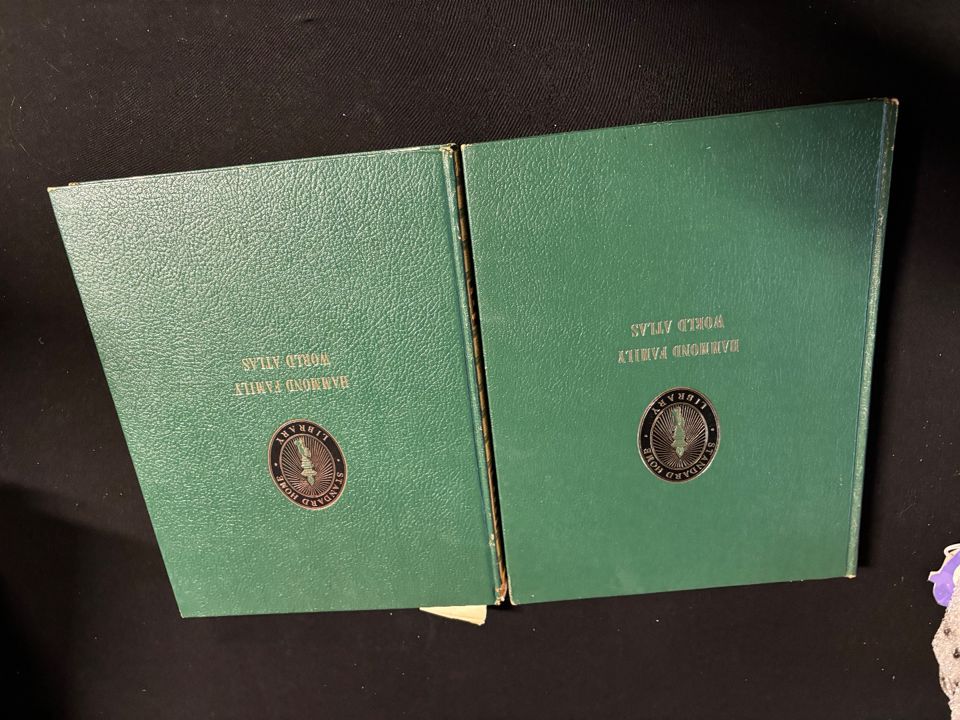 STANDARD HOME
LIBRARY
HAMMOND FAMILY
WORLD ATLAS
STANDARD HOME
LIBRARY
HAMMOND FAMILY
WORLD ATLAS